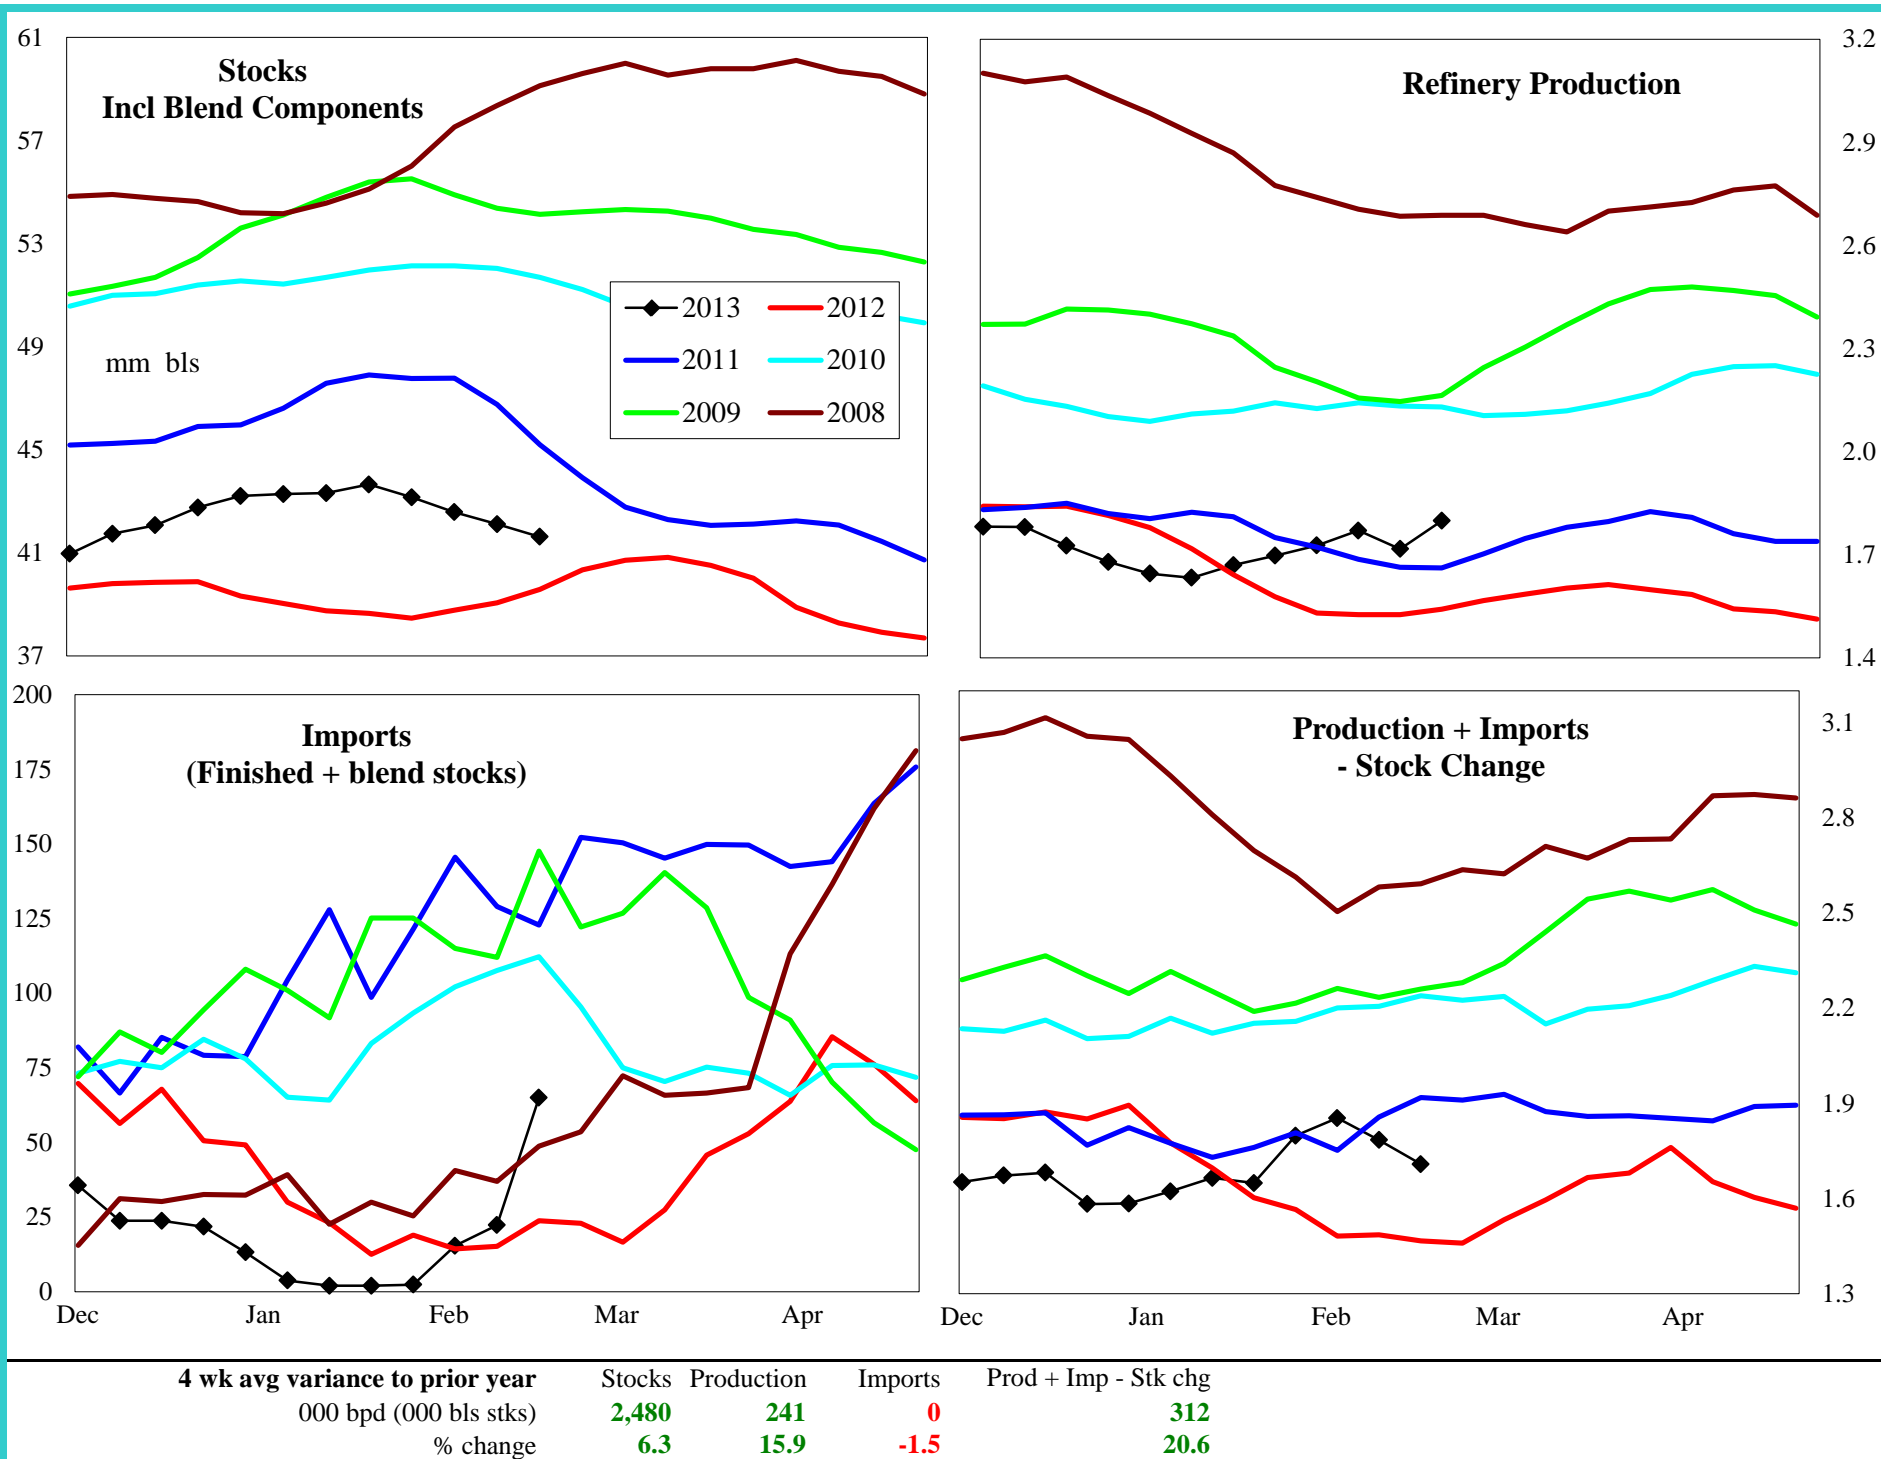 Stocks
Incl Blend Components
61
57
53
49
45
41
37
mm bls
2013 2012
2011 2010
2009 2008
Refinery Production
3.2
2.9
2.6
2.3
2.0
1.7
1.4
Imports
(Finished + blend stocks)
200
175
150
125
100
75
50
25
0
Dec Jan Feb Mar Apr
Production + Imports
- Stock Change
3.1
2.8
2.5
2.2
1.9
1.6
1.3
Dec Jan Feb Mar Apr
4 wk avg variance to prior year Stocks Production Imports Prod + Imp - Stk chg
000 bpd (000 bls stks) 2,480 241 0 312
% change 6.3 15.9 -1.5 20.6